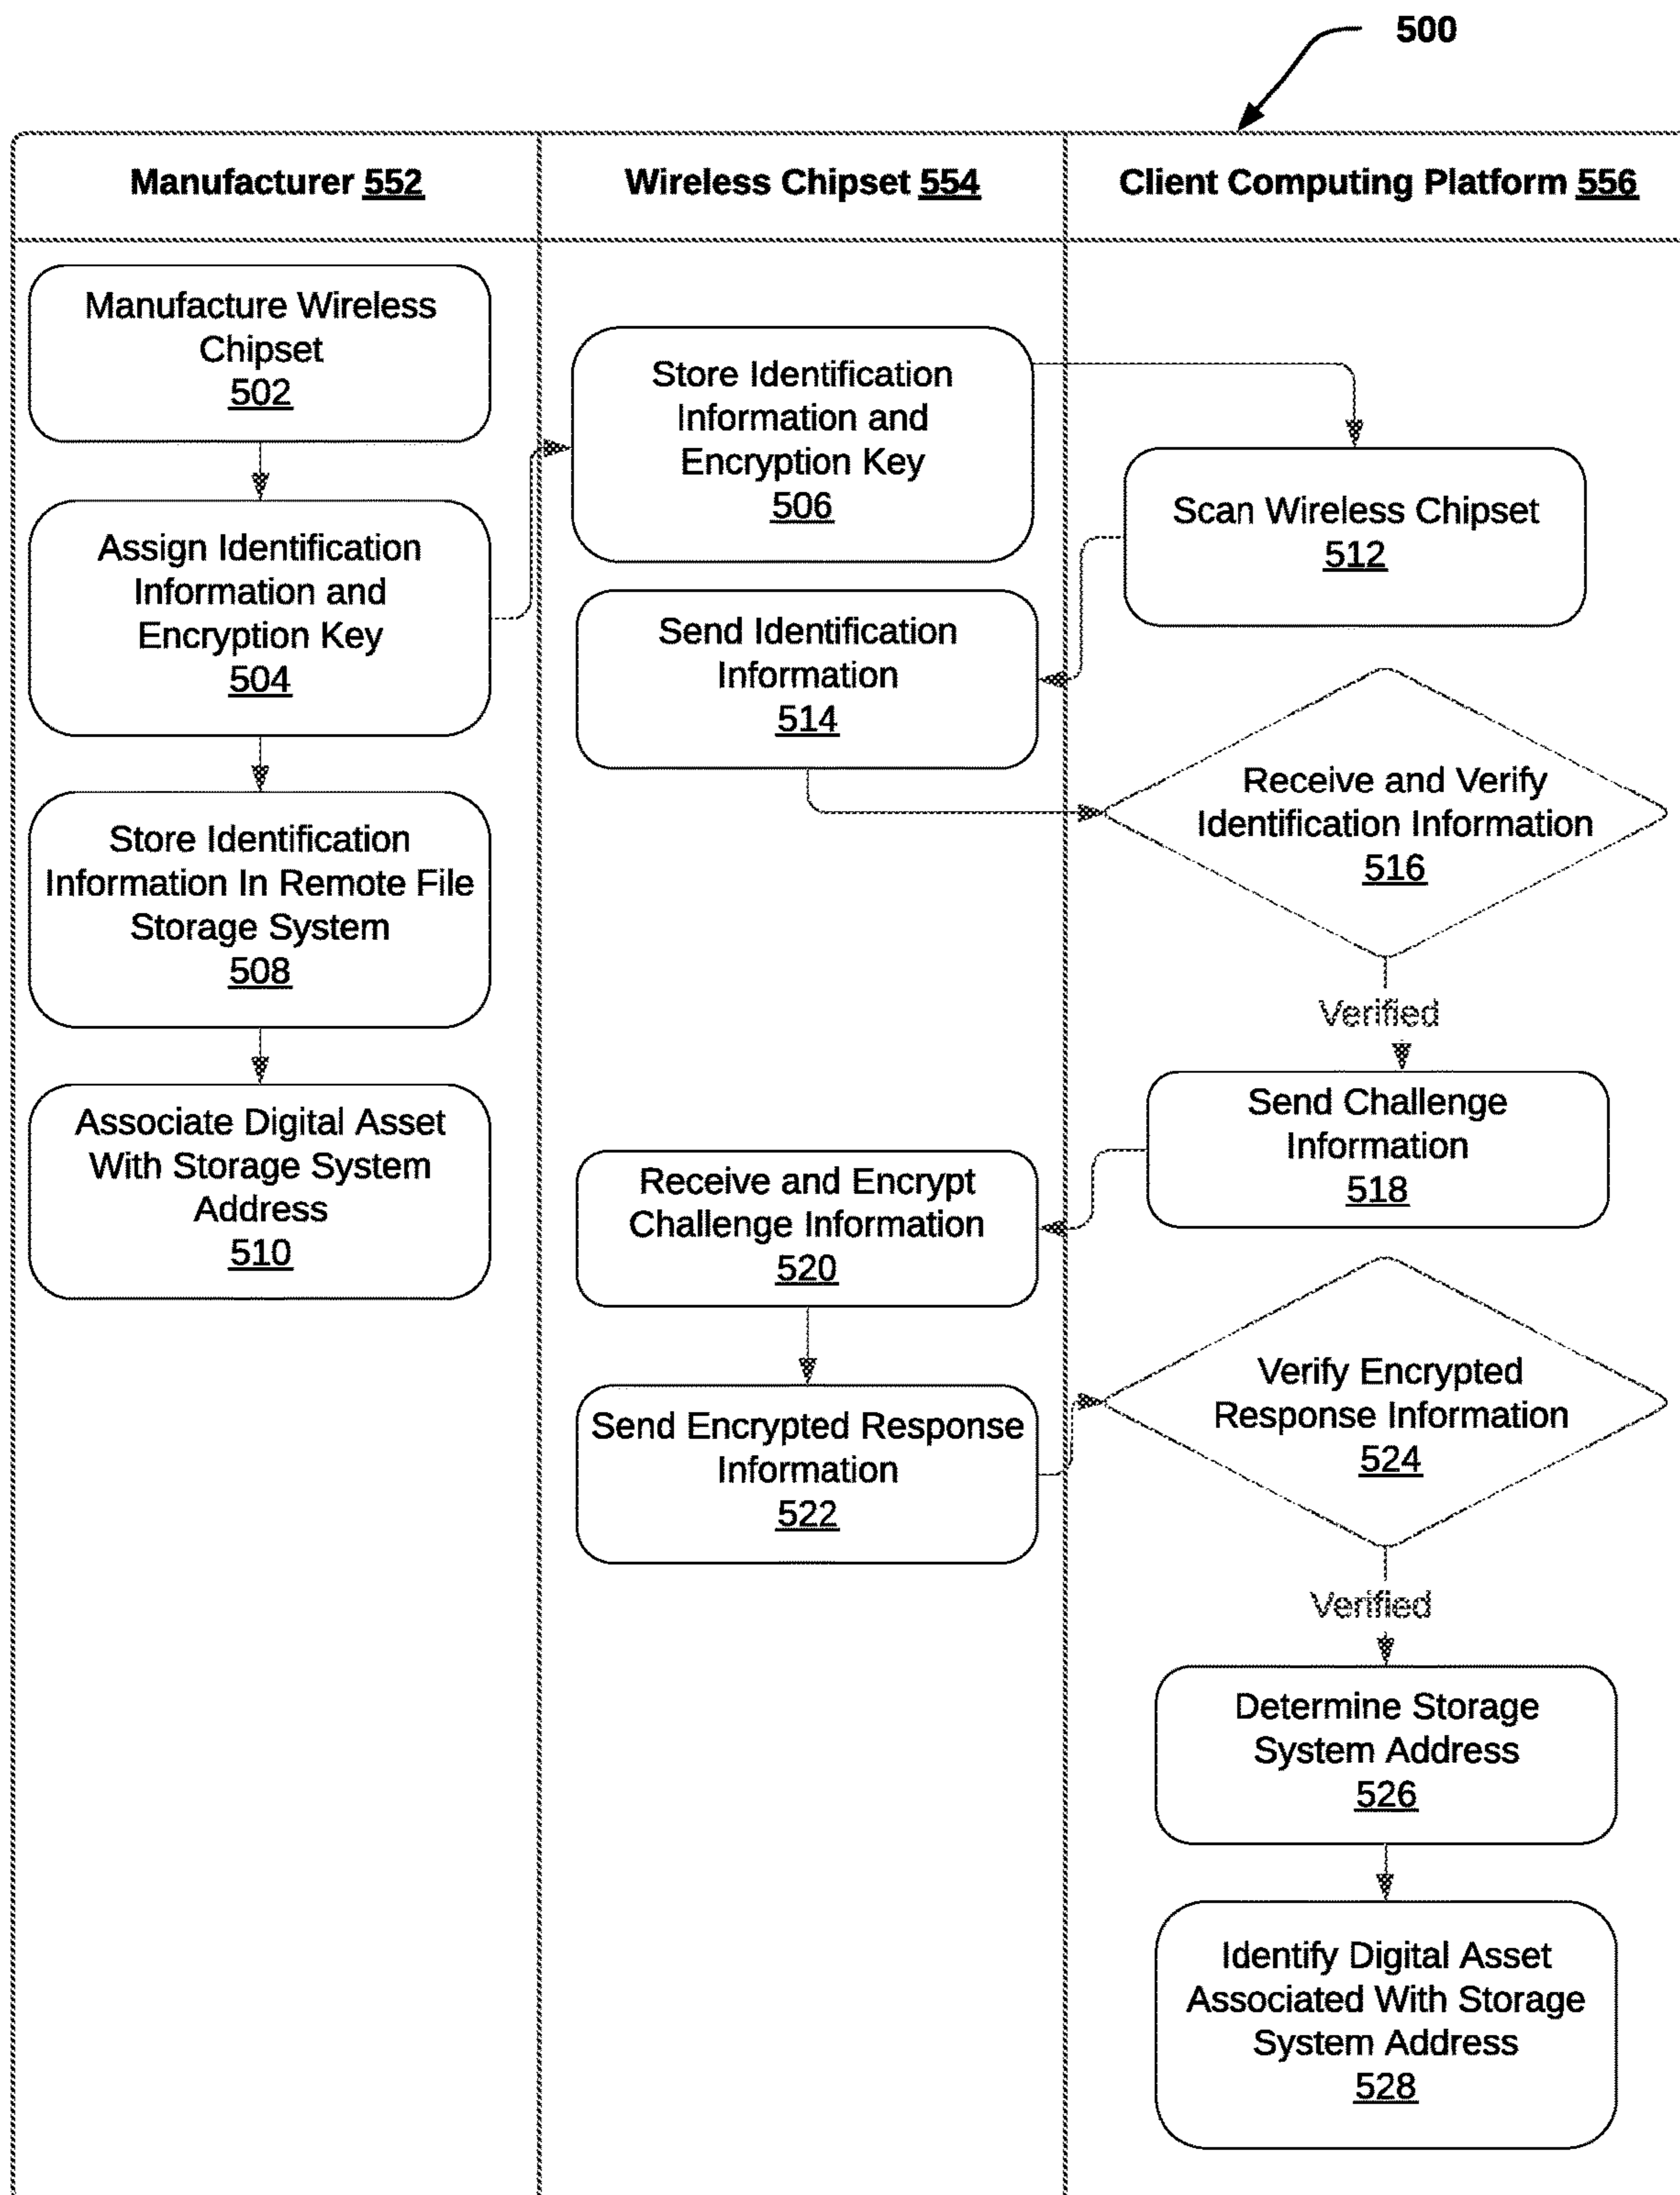 500
Manufacturer 552
Wireless Chipset 554
Client Computing Platform 556
Manufacture Wireless
Chipset
502
Assign Identification
Information and
Encryption Key
504
Store Identification
Information In Remote File
Storage System
508
Associate Digital Asset
With Storage System
Address
510
Store Identification
Information and
Encryption Key
506
Send Identification
Information
514
Receive and Encrypt
Challenge Information
520
Send Encrypted Response
Information
522
Scan Wireless Chipset
512
Receive and Verify
Identification Information
516
Verified
Send Challenge
Information
518
Verify Encrypted
Response Information
524
Verified
Determine Storage
System Address
526
Identify Digital Asset
Associated With Storage
System Address
528